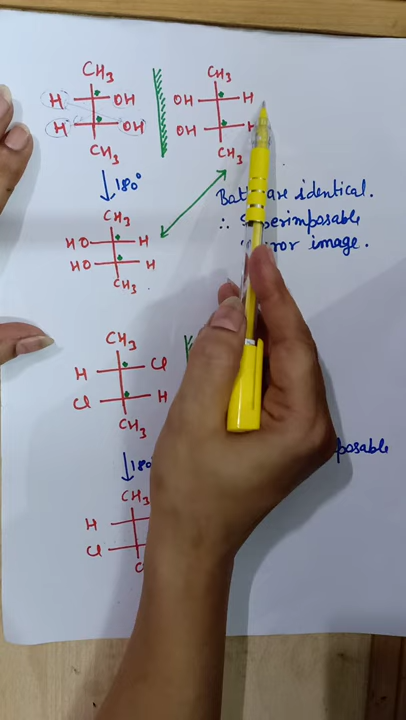 CH3 CH3
H OH OH H
H OH OH H
CH3 CH3
180°
Both are identical.
CH3
HO H
∴ superimposable
HO H
mirror image.
CH3
CH3
H Cl
Cl H
CH3
180°
CH3
H
Cl